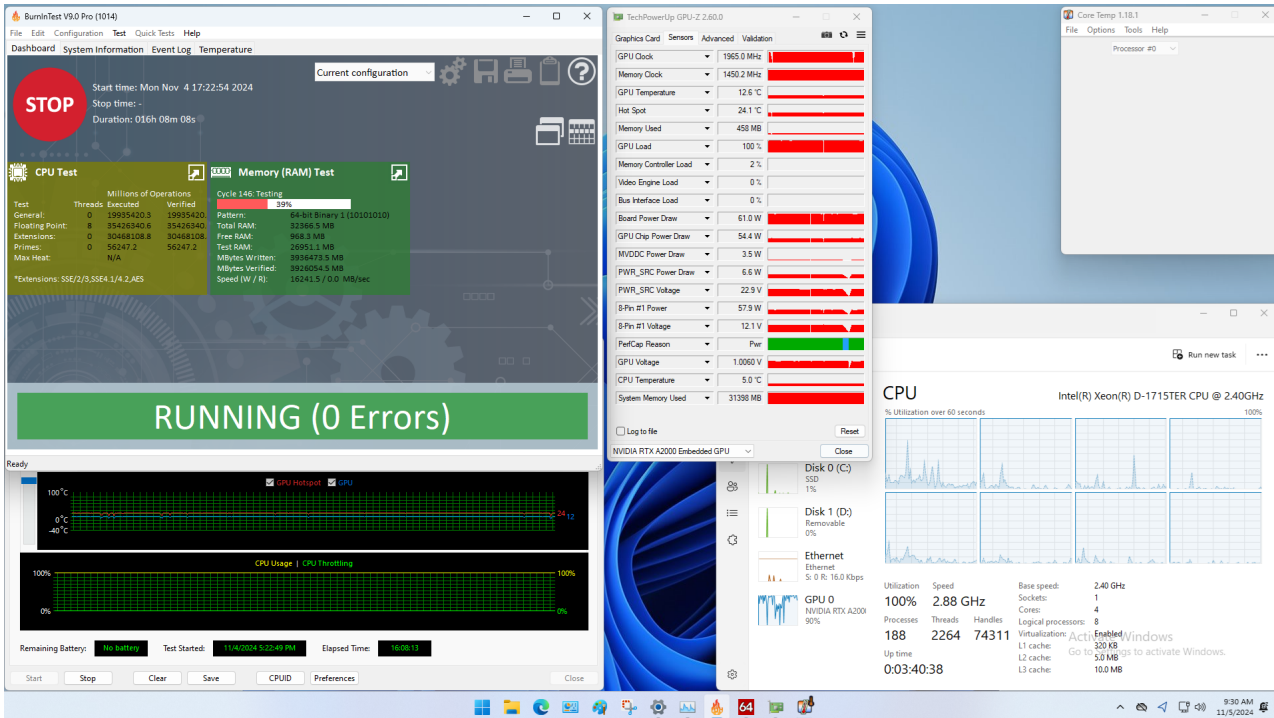 BurnInTest V9.0 Pro (1014)
File Edit Configuration Test Quick Tests Help
Dashboard System Information Event Log Temperature
Current configuration
STOP
Start time: Mon Nov 4 17:22:54 2024
Stop time: -
Duration: 016h 08m 08s
CPU Test
Millions of Operations
Test Threads Executed Verified
General: 0 19935420.3 19935420.
Floating Point: 8 35426340.6 35426340.
Extensions: 0 30468108.8 30468108.
Primes: 0 56247.2 56247.2
Max Heat: N/A
*Extensions: SSE/2/3,SSE4.1/4.2,AES
Memory (RAM) Test
Cycle 146: Testing
39%
Pattern: 64-bit Binary 1 (10101010)
Total RAM: 32366.5 MB
Free RAM: 968.3 MB
Test RAM: 26951.1 MB
MBytes Written: 3936473.5 MB
MBytes Verified: 3926054.5 MB
Speed (W / R): 16241.5 / 0.0 MB/sec
RUNNING (0 Errors)
Ready
GPU Hotspot GPU
100°C
0°C
-40°C
24 12
CPU Usage | CPU Throttling
100% 100%
0% 0%
Remaining Battery: No battery Test Started: 11/4/2024 5:22:49 PM Elapsed Time: 16:08:13
Start Stop Clear Save CPUID Preferences Close
TechPowerUp GPU-Z 2.60.0
Graphics Card Sensors Advanced Validation
GPU Clock 1965.0 MHz
Memory Clock 1450.2 MHz
GPU Temperature 12.6 °C
Hot Spot 24.1 °C
Memory Used 458 MB
GPU Load 100 %
Memory Controller Load 2 %
Video Engine Load 0 %
Bus Interface Load 0 %
Board Power Draw 61.0 W
GPU Chip Power Draw 54.4 W
MVDDC Power Draw 3.5 W
PWR_SRC Power Draw 6.6 W
PWR_SRC Voltage 22.9 V
8-Pin #1 Power 57.9 W
8-Pin #1 Voltage 12.1 V
PerfCap Reason Pwr
GPU Voltage 1.0060 V
CPU Temperature 5.0 °C
System Memory Used 31398 MB
Log to file
Reset
NVIDIA RTX A2000 Embedded GPU
Close
Core Temp 1.18.1
File Options Tools Help
Processor #0
Run new task
CPU
Intel(R) Xeon(R) D-1715TER CPU @ 2.40GHz
% Utilization over 60 seconds 100%
Disk 0 (C:)
SSD
1%
Disk 1 (D:)
Removable
0%
Ethernet
Ethernet
S: 0 R: 16.0 Kbps
GPU 0
NVIDIA RTX A200
90%
Utilization Speed
100% 2.88 GHz
Processes Threads Handles
188 2264 74311
Up time
0:03:40:38
Base speed: 2.40 GHz
Sockets: 1
Cores: 4
Logical processors: 8
Virtualization: Enabled
L1 cache: 320 KB
L2 cache: 5.0 MB
L3 cache: 10.0 MB
Activate Windows
Go to Settings to activate Windows.
64
9:30 AM
11/5/2024